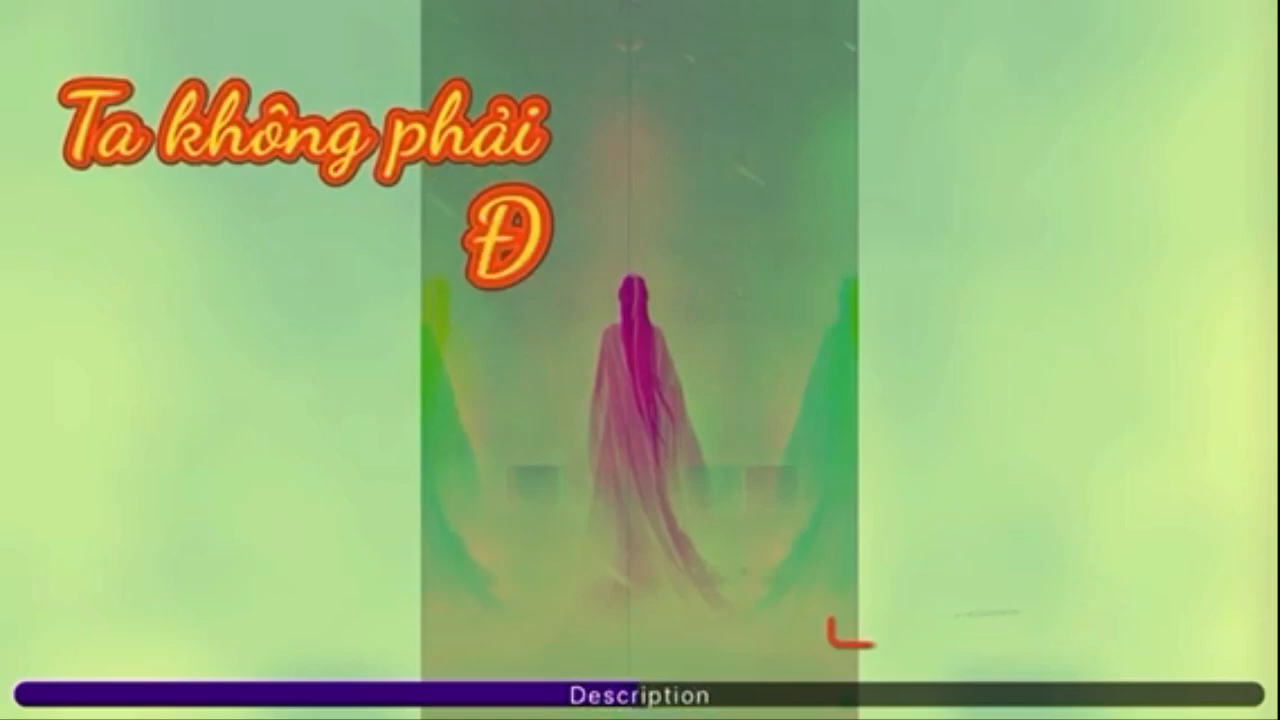 Ta không phải
Đ
Description